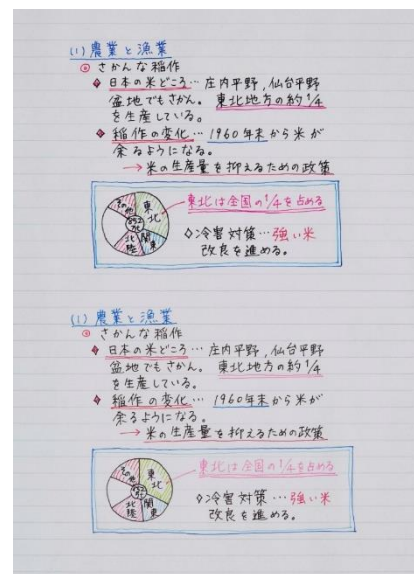 (1) 農業と漁業
◎ さかんな稲作
◆ 日本の米どころ… 庄内平野, 仙台平野
盆地でもさかん。 東北地方の約1/4
を生産している。
◆ 稲作の変化… 1960年末から米が
余るようになる。
→ 米の生産量を抑えるための政策
その他
東北
関東
北陸
東北は全国の1/4を占める
◇冷害対策…強い米
改良を進める。
(1) 農業と漁業
◎ さかんな稲作
◆ 日本の米どころ… 庄内平野, 仙台平野
盆地でもさかん。 東北地方の約1/4
を生産している。
◆ 稲作の変化… 1960年末から米が
余るようになる。
→ 米の生産量を抑えるための政策
その他
東北
関東
北陸
東北は全国の1/4を占める
◇冷害対策…強い米
改良を進める。